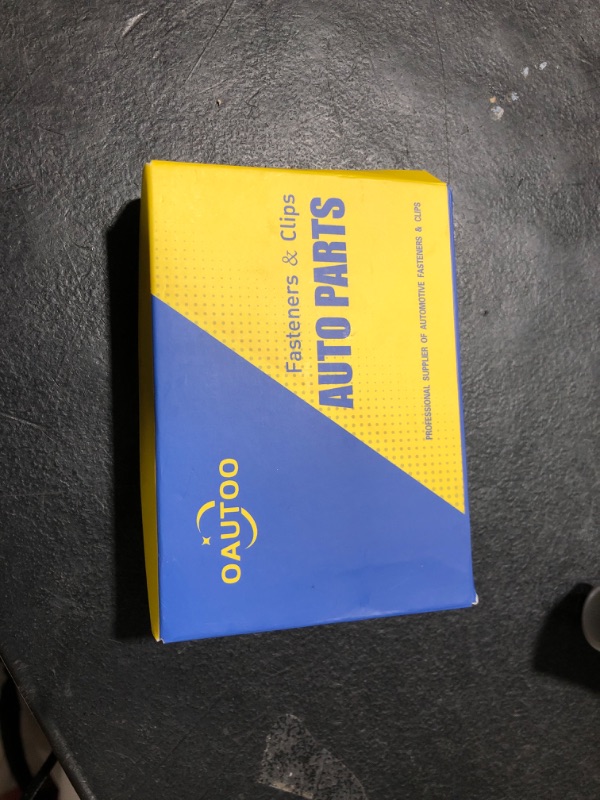 OAUTOO
Fasteners & Clips
AUTO PARTS
PROFESSIONAL SUPPLIER OF AUTOMOTIVE FASTENERS & CLIPS